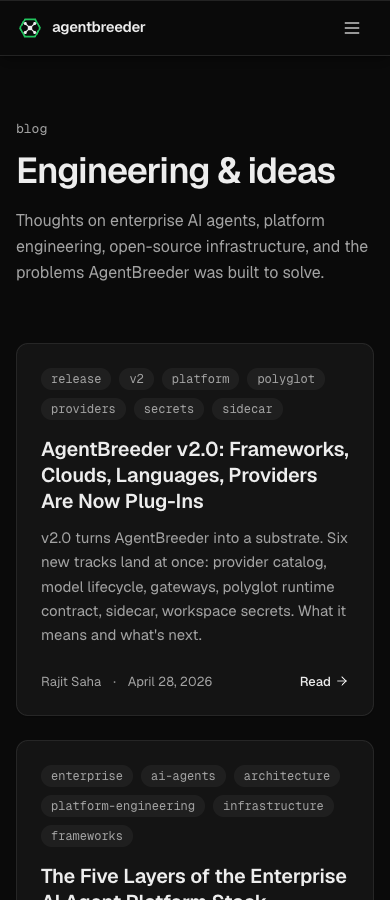 agentbreeder
blog
Engineering & ideas
Thoughts on enterprise AI agents, platform
engineering, open-source infrastructure, and the
problems AgentBreeder was built to solve.
release v2 platform polyglot
providers secrets sidecar
AgentBreeder v2.0: Frameworks,
Clouds, Languages, Providers
Are Now Plug-Ins
v2.0 turns AgentBreeder into a substrate. Six
new tracks land at once: provider catalog,
model lifecycle, gateways, polyglot runtime
contract, sidecar, workspace secrets. What it
means and what's next.
Rajit Saha · April 28, 2026 Read →
enterprise ai-agents architecture
platform-engineering infrastructure
frameworks
The Five Layers of the Enterprise
AI Agent Platform Stack